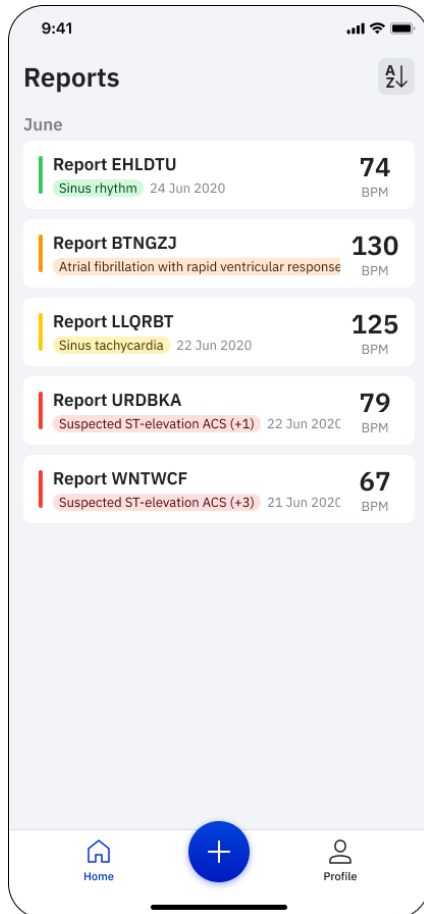 9:41
Reports
A
Z
June
Report EHLDTU
74
Sinus rhythm 24 Jun 2020
BPM
Report BTNGZJ
130
Atrial fibrillation with rapid ventricular response
Report LLQRBT
125
Sinus tachycardia 22 Jun 2020
BPM
Report URDBKA
79
Suspected ST-elevation ACS (+1) 22 Jun 2020
BPM
Report WNTWCF
67
Suspected ST-elevation ACS (+3) 21 Jun 2020
BPM
Home
Profile